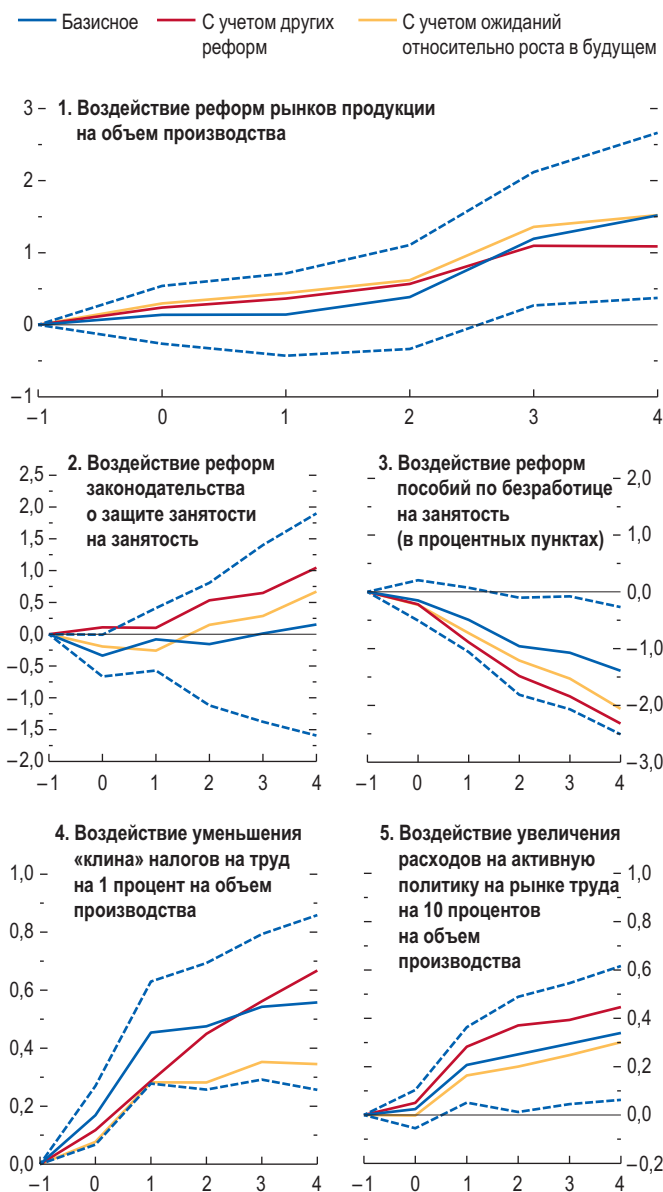 Базисное
С учетом других
реформ
С учетом ожиданий
относительно роста в будущем
1. Воздействие реформ рынков продукции
на объем производства
3
2
1
0
–1
–1 0 1 2 3 4
2. Воздействие реформ
законодательства
о защите занятости
на занятость
2,5
2,0
1,5
1,0
0,5
0,0
–0,5
–1,0
–1,5
–2,0
–1 0 1 2 3 4
3. Воздействие реформ
пособий по безработице
на занятость
(в процентных пунктах)
2,0
1,0
0,0
–1,0
–2,0
–3,0
–1 0 1 2 3 4
4. Воздействие уменьшения
«клина» налогов на труд
на 1 процент на объем
производства
1,0
0,8
0,6
0,4
0,2
0,0
–1 0 1 2 3 4
5. Воздействие увеличения
расходов на активную
политику на рынке труда
на 10 процентов
на объем
производства
1,0
0,8
0,6
0,4
0,2
0,0
–0,2
–1 0 1 2 3 4